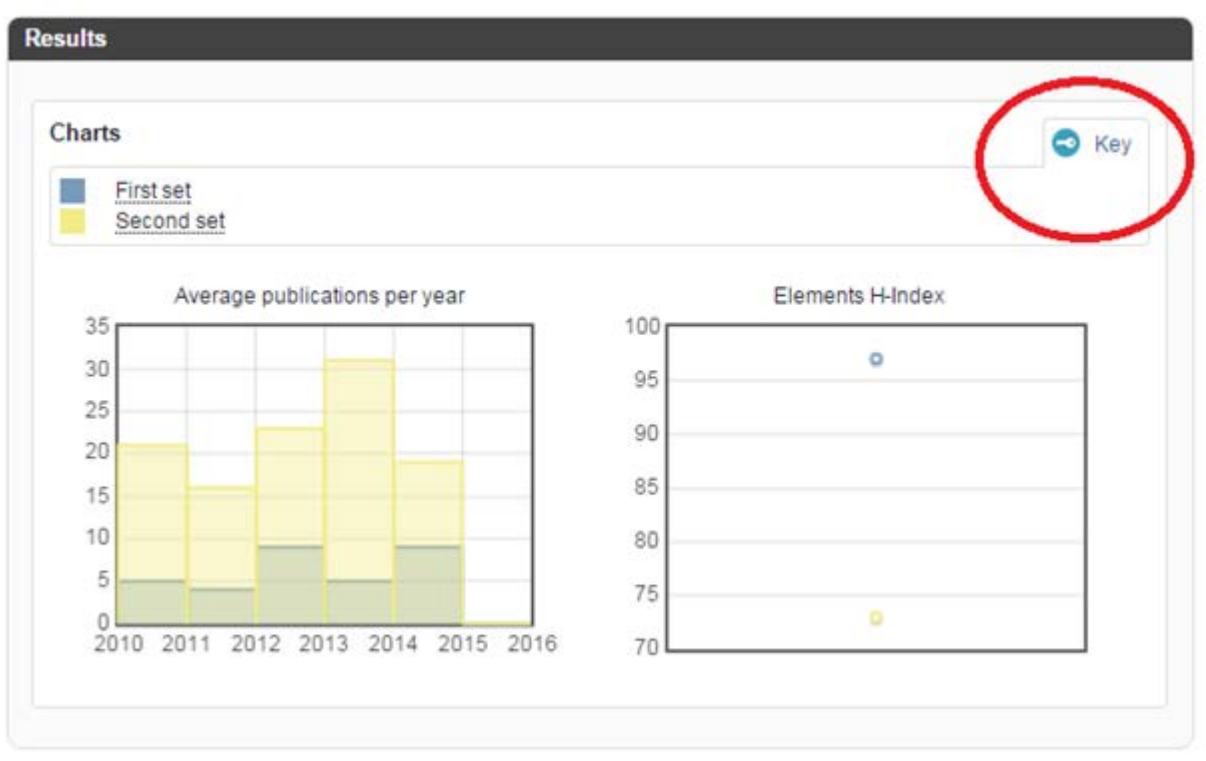 Results
Charts
Key
First set
Second set
Average publications per year
35
30
25
20
15
10
5
0
2010 2011 2012 2013 2014 2015 2016
Elements H-Index
100
95
90
85
80
75
70